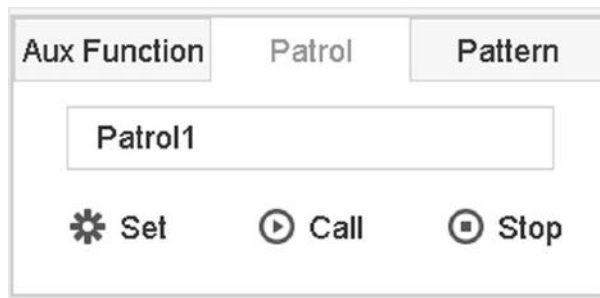 Aux Function Patrol Pattern
Patrol1
Set Call Stop